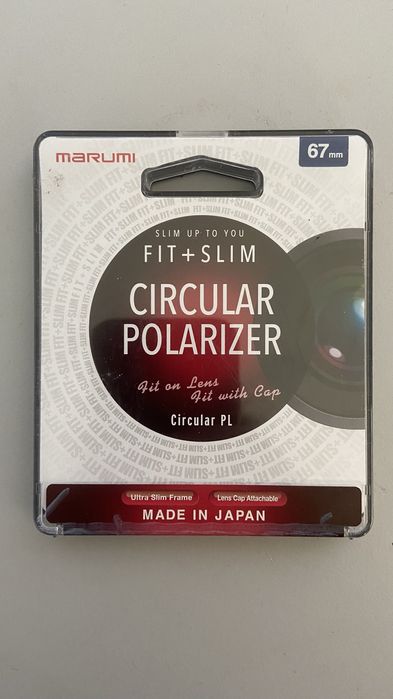 marumi
67mm
SLIM UP TO YOU
FIT+SLIM
CIRCULAR
POLARIZER
Fit on Lens
Fit with Cap
Circular PL
Ultra Slim Frame
Lens Cap Attachable
MADE IN JAPAN